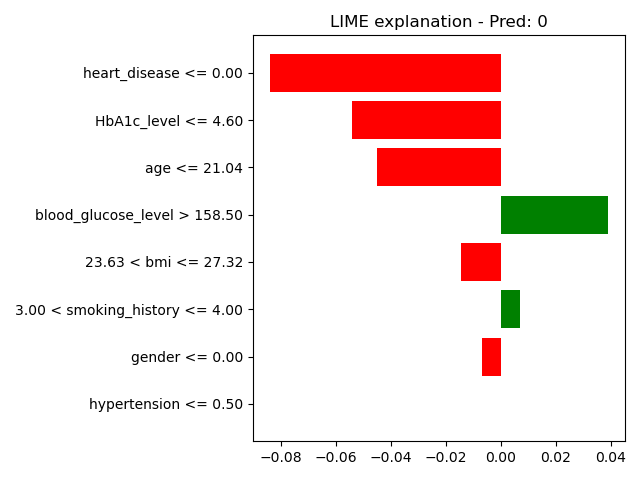 LIME explanation - Pred: 0
heart_disease <= 0.00
HbA1c_level <= 4.60
age <= 21.04
blood_glucose_level > 158.50
23.63 < bmi <= 27.32
3.00 < smoking_history <= 4.00
gender <= 0.00
hypertension <= 0.50
−0.08 −0.06 −0.04 −0.02 0.00 0.02 0.04